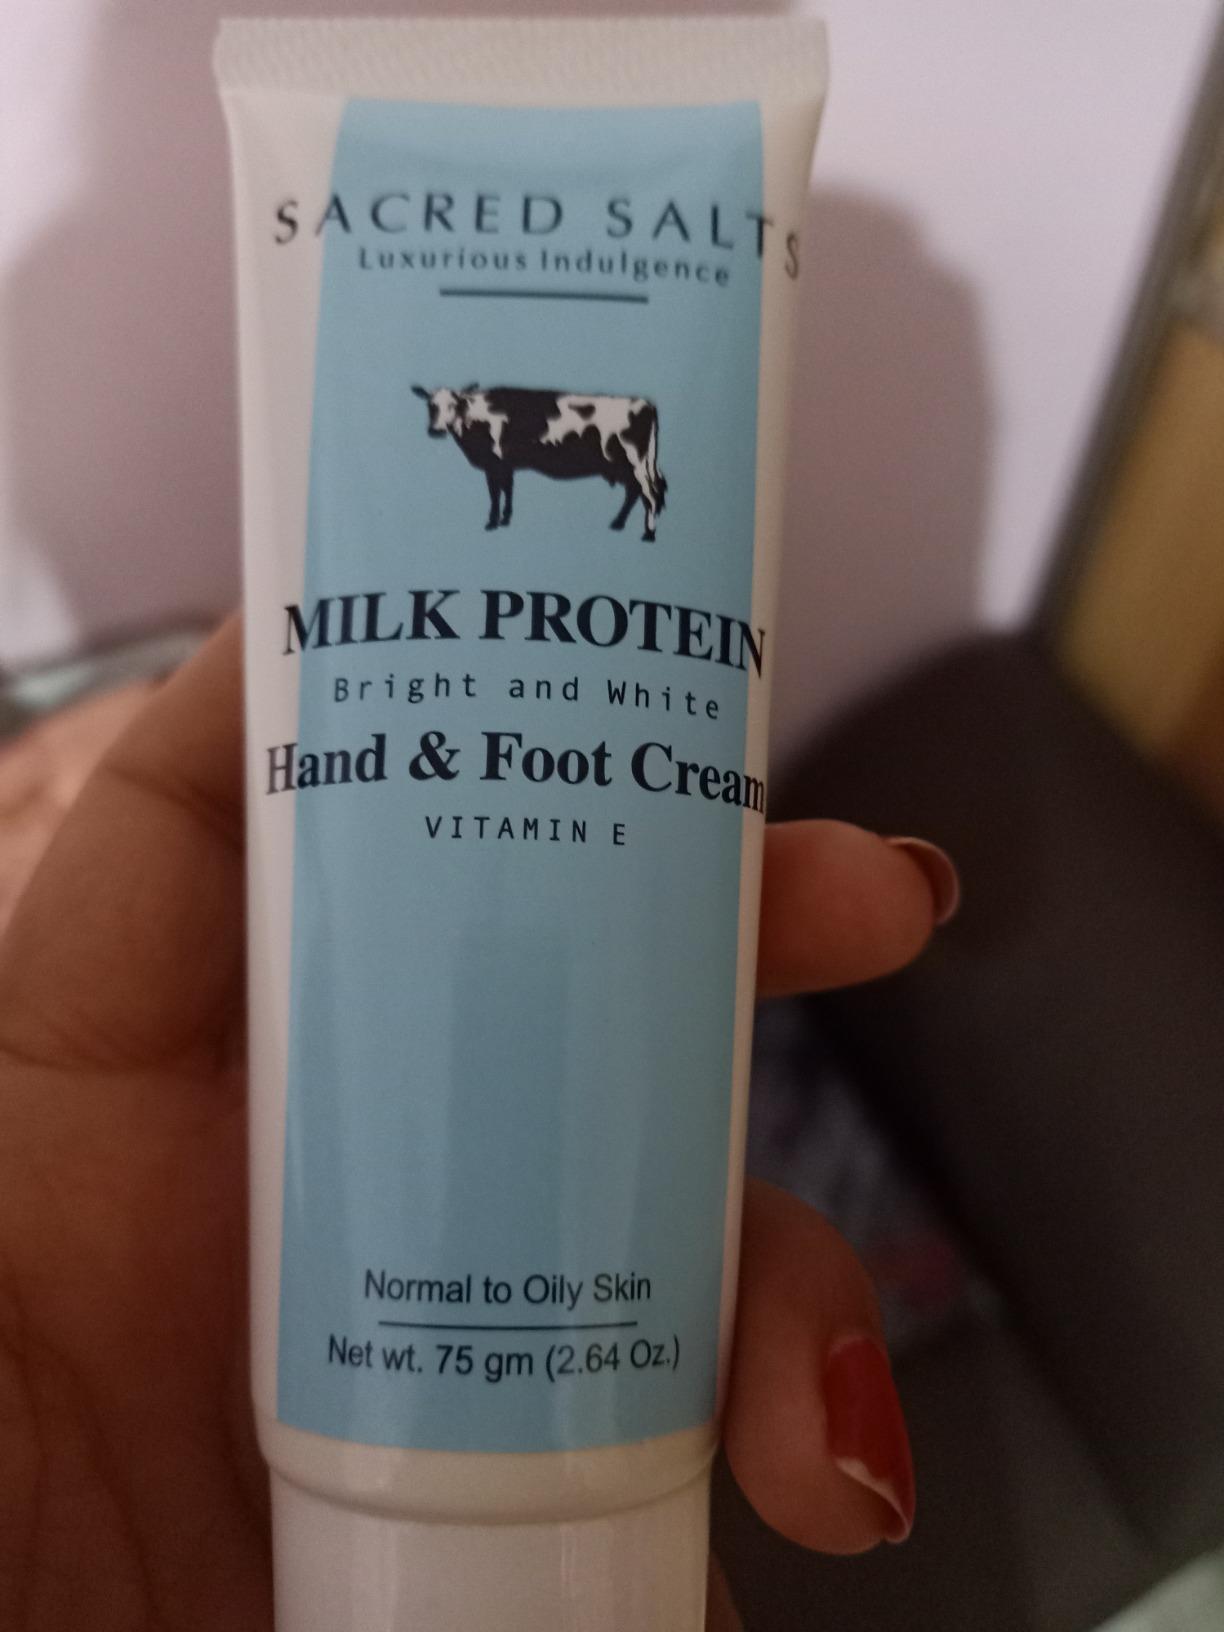 SACRED SALTS
Luxurious Indulgence
MILK PROTEIN
Bright and White
Hand & Foot Cream
VITAMIN E
Normal to Oily Skin
Net wt. 75 gm (2.64 Oz.)